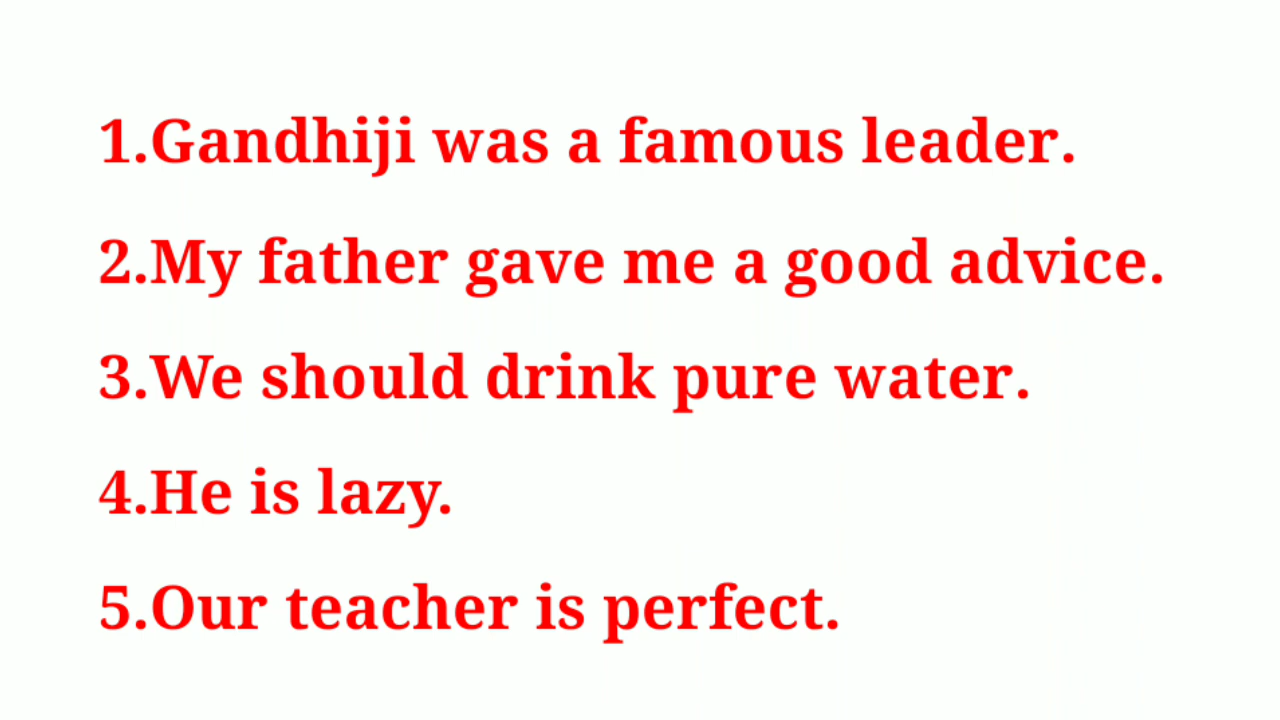 1.Gandhiji was a famous leader.
2.My father gave me a good advice.
3.We should drink pure water.
4.He is lazy.
5.Our teacher is perfect.